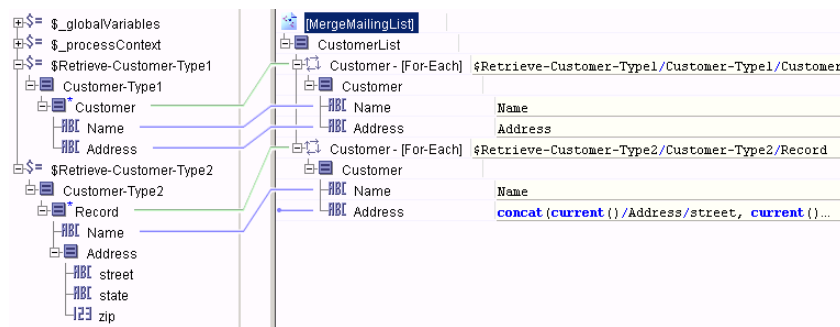 $_globalVariables
$_processContext
$Retrieve-Customer-Type1
Customer-Type1
Customer
Name
Address
$Retrieve-Customer-Type2
Customer-Type2
Record
Name
Address
street
state
zip
[MergeMailingList]
CustomerList
Customer - [For-Each] $Retrieve-Customer-Type1/Customer-Type1/Customer
Customer
Name Name
Address Address
Customer - [For-Each] $Retrieve-Customer-Type2/Customer-Type2/Record
Customer
Name Name
Address concat(current()/Address/street, current()...